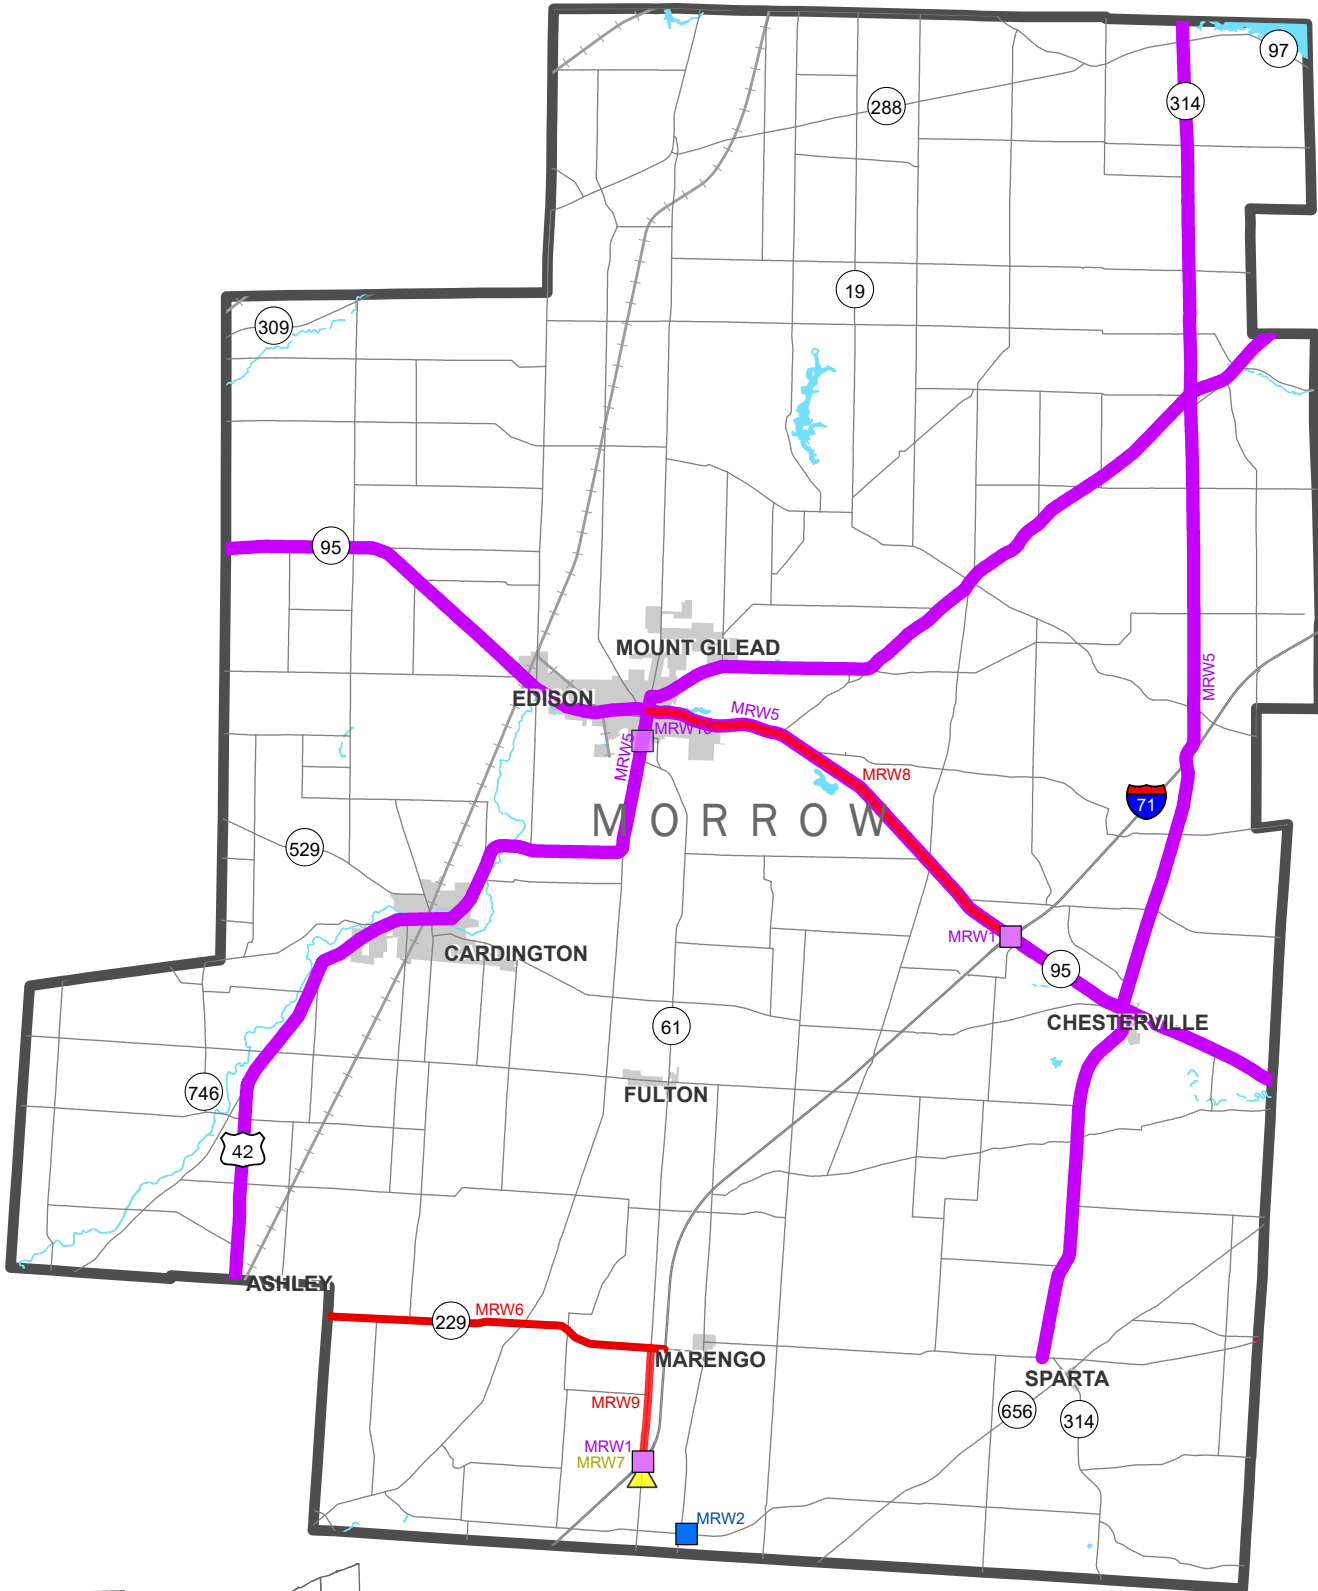 97
314
288
19
309
95
MOUNT GILEAD
EDISON
MRW5
MRW5
MRW10
MRW5
MRW8
71
MORROW
529
MRW1
95
CARDINGTON
CHESTERVILLE
61
FULTON
746
42
ASHLEY
229
MRW6
MARENGO
SPARTA
MRW9
656
314
MRW1
MRW7
MRW2